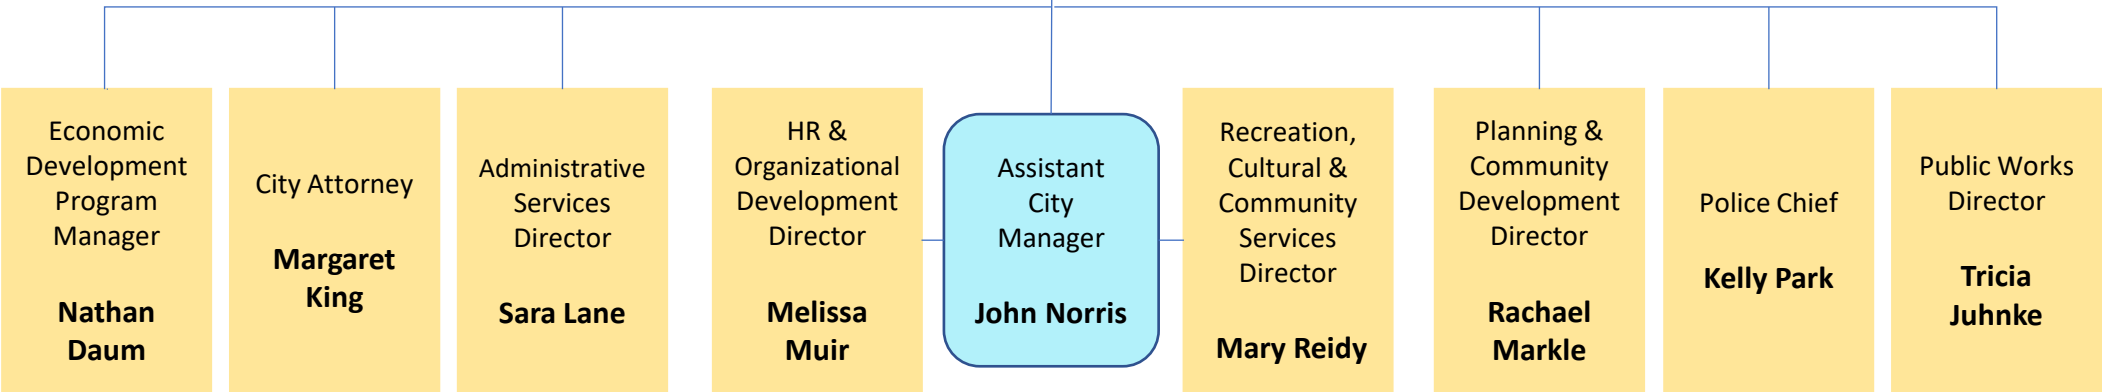 Economic
Development
Program
Manager
Nathan
Daum
City Attorney
Margaret
King
Administrative
Services
Director
Sara Lane
HR &
Organizational
Development
Director
Melissa
Muir
Assistant
City
Manager
John Norris
Recreation,
Cultural &
Community
Services
Director
Mary Reidy
Planning &
Community
Development
Director
Rachael
Markle
Police Chief
Kelly Park
Public Works
Director
Tricia
Juhnke